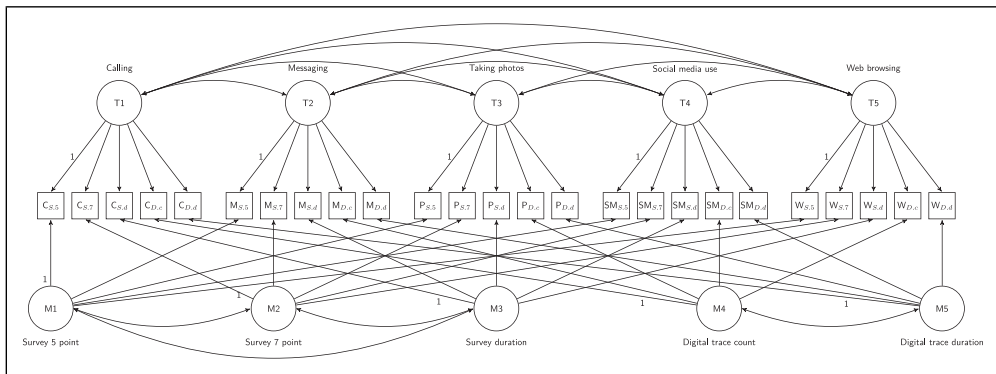 Calling Messaging Taking photos Social media use Web browsing
T1 T2 T3 T4 T5
1 1 1 1 1
C_{S.5} C_{S.7} C_{S.d} C_{D.c} C_{D.d} M_{S.5} M_{S.7} M_{S.d} M_{D.c} M_{D.d} P_{S.5} P_{S.7} P_{S.d} P_{D.c} P_{D.d} SM_{S.5} SM_{S.7} SM_{S.d} SM_{D.c} SM_{D.d} W_{S.5} W_{S.7} W_{S.d} W_{D.c} W_{D.d}
1 1 1 1 1
M1 M2 M3 M4 M5
Survey 5 point Survey 7 point Survey duration Digital trace count Digital trace duration